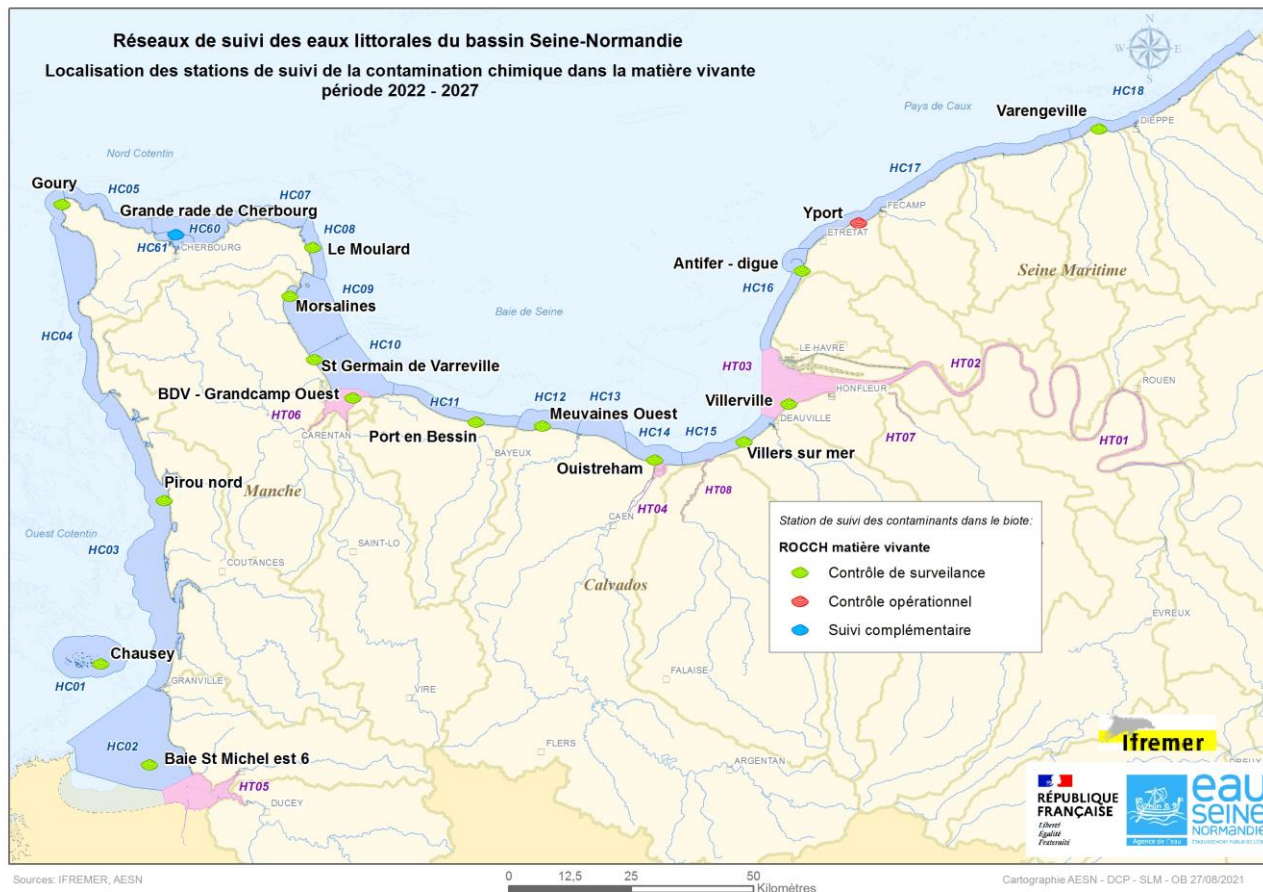 Réseaux de suivi des eaux littorales du bassin Seine-Normandie
Localisation des stations de suivi de la contamination chimique dans la matière vivante
période 2022 - 2027
N
W
E
S
HC18
Pays de Caux
Varengeville
DIEPPE
Nord Cotentin
HC17
Goury
HC05
HC07
FECAMP
Grande rade de Cherbourg
Yport
HC60
HC08
ETRETAT
HC61
CHERBOURG
Le Moulard
Antifer - digue
Seine Maritime
HC09
HC16
Morsalines
Baie de Seine
HC04
HC10
LE HAVRE
St Germain de Varreville
HT03
HT02
ROUEN
BDV - Grandcamp Ouest
HC11
HC12
HC13
Villerville
HONFLEUR
HT06
Meuvaines Ouest
DEAUVILLE
CARENTAN
Port en Bessin
HC14
HC15
HT07
HT01
BAYEUX
Villers sur mer
Ouistreham
HT08
Pirou nord
Manche
HT04
CAEN
Ouest Cotentin
SAINT-LO
HC03
COUTANCES
Calvados
Station de suivi des contaminants dans le biote:
ROCCH matière vivante
Contrôle de surveilance
Contrôle opérationnel
Suivi complémentaire
EVREUX
Chausey
HC01
GRANVILLE
FALAISE
VIRE
HC02
FLERS
Baie St Michel est 6
ARGENTAN
DREUX
HT05
DUCEY
Ifremer
RÉPUBLIQUE
FRANÇAISE
Liberté
Égalité
Fraternité
eau
SEINE
NORMANDIE
Agence de l'eau
Sources: IFREMER, AESN
0 12,5 25 50
Kilomètres
Cartographie AESN - DCP - SLM - OB 27/08/2021